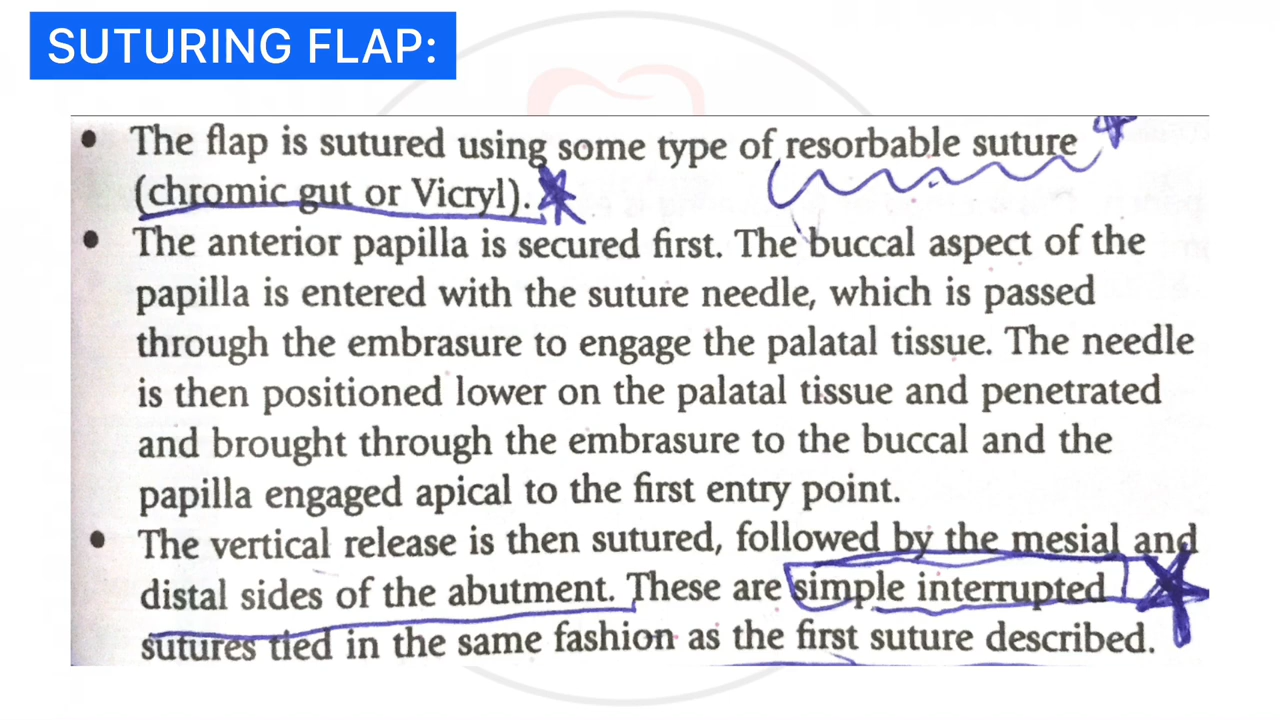 SUTURING FLAP:
• The flap is sutured using some type of resorbable suture
(chromic gut or Vicryl).
• The anterior papilla is secured first. The buccal aspect of the
papilla is entered with the suture needle, which is passed
through the embrasure to engage the palatal tissue. The needle
is then positioned lower on the palatal tissue and penetrated
and brought through the embrasure to the buccal and the
papilla engaged apical to the first entry point.
• The vertical release is then sutured, followed by the mesial and
distal sides of the abutment. These are simple interrupted
sutures tied in the same fashion as the first suture described.